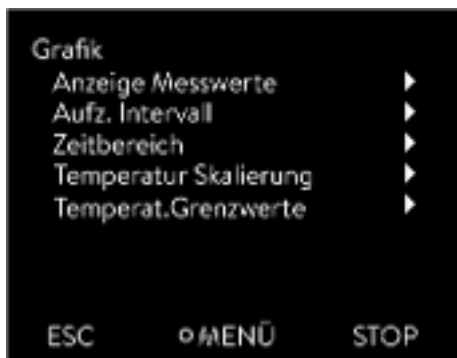 Grafik
Anzeige Messwerte
Aufz. Intervall
Zeitbereich
Temperatur Skalierung
Temperat.Grenzwerte
ESC MENÜ STOP